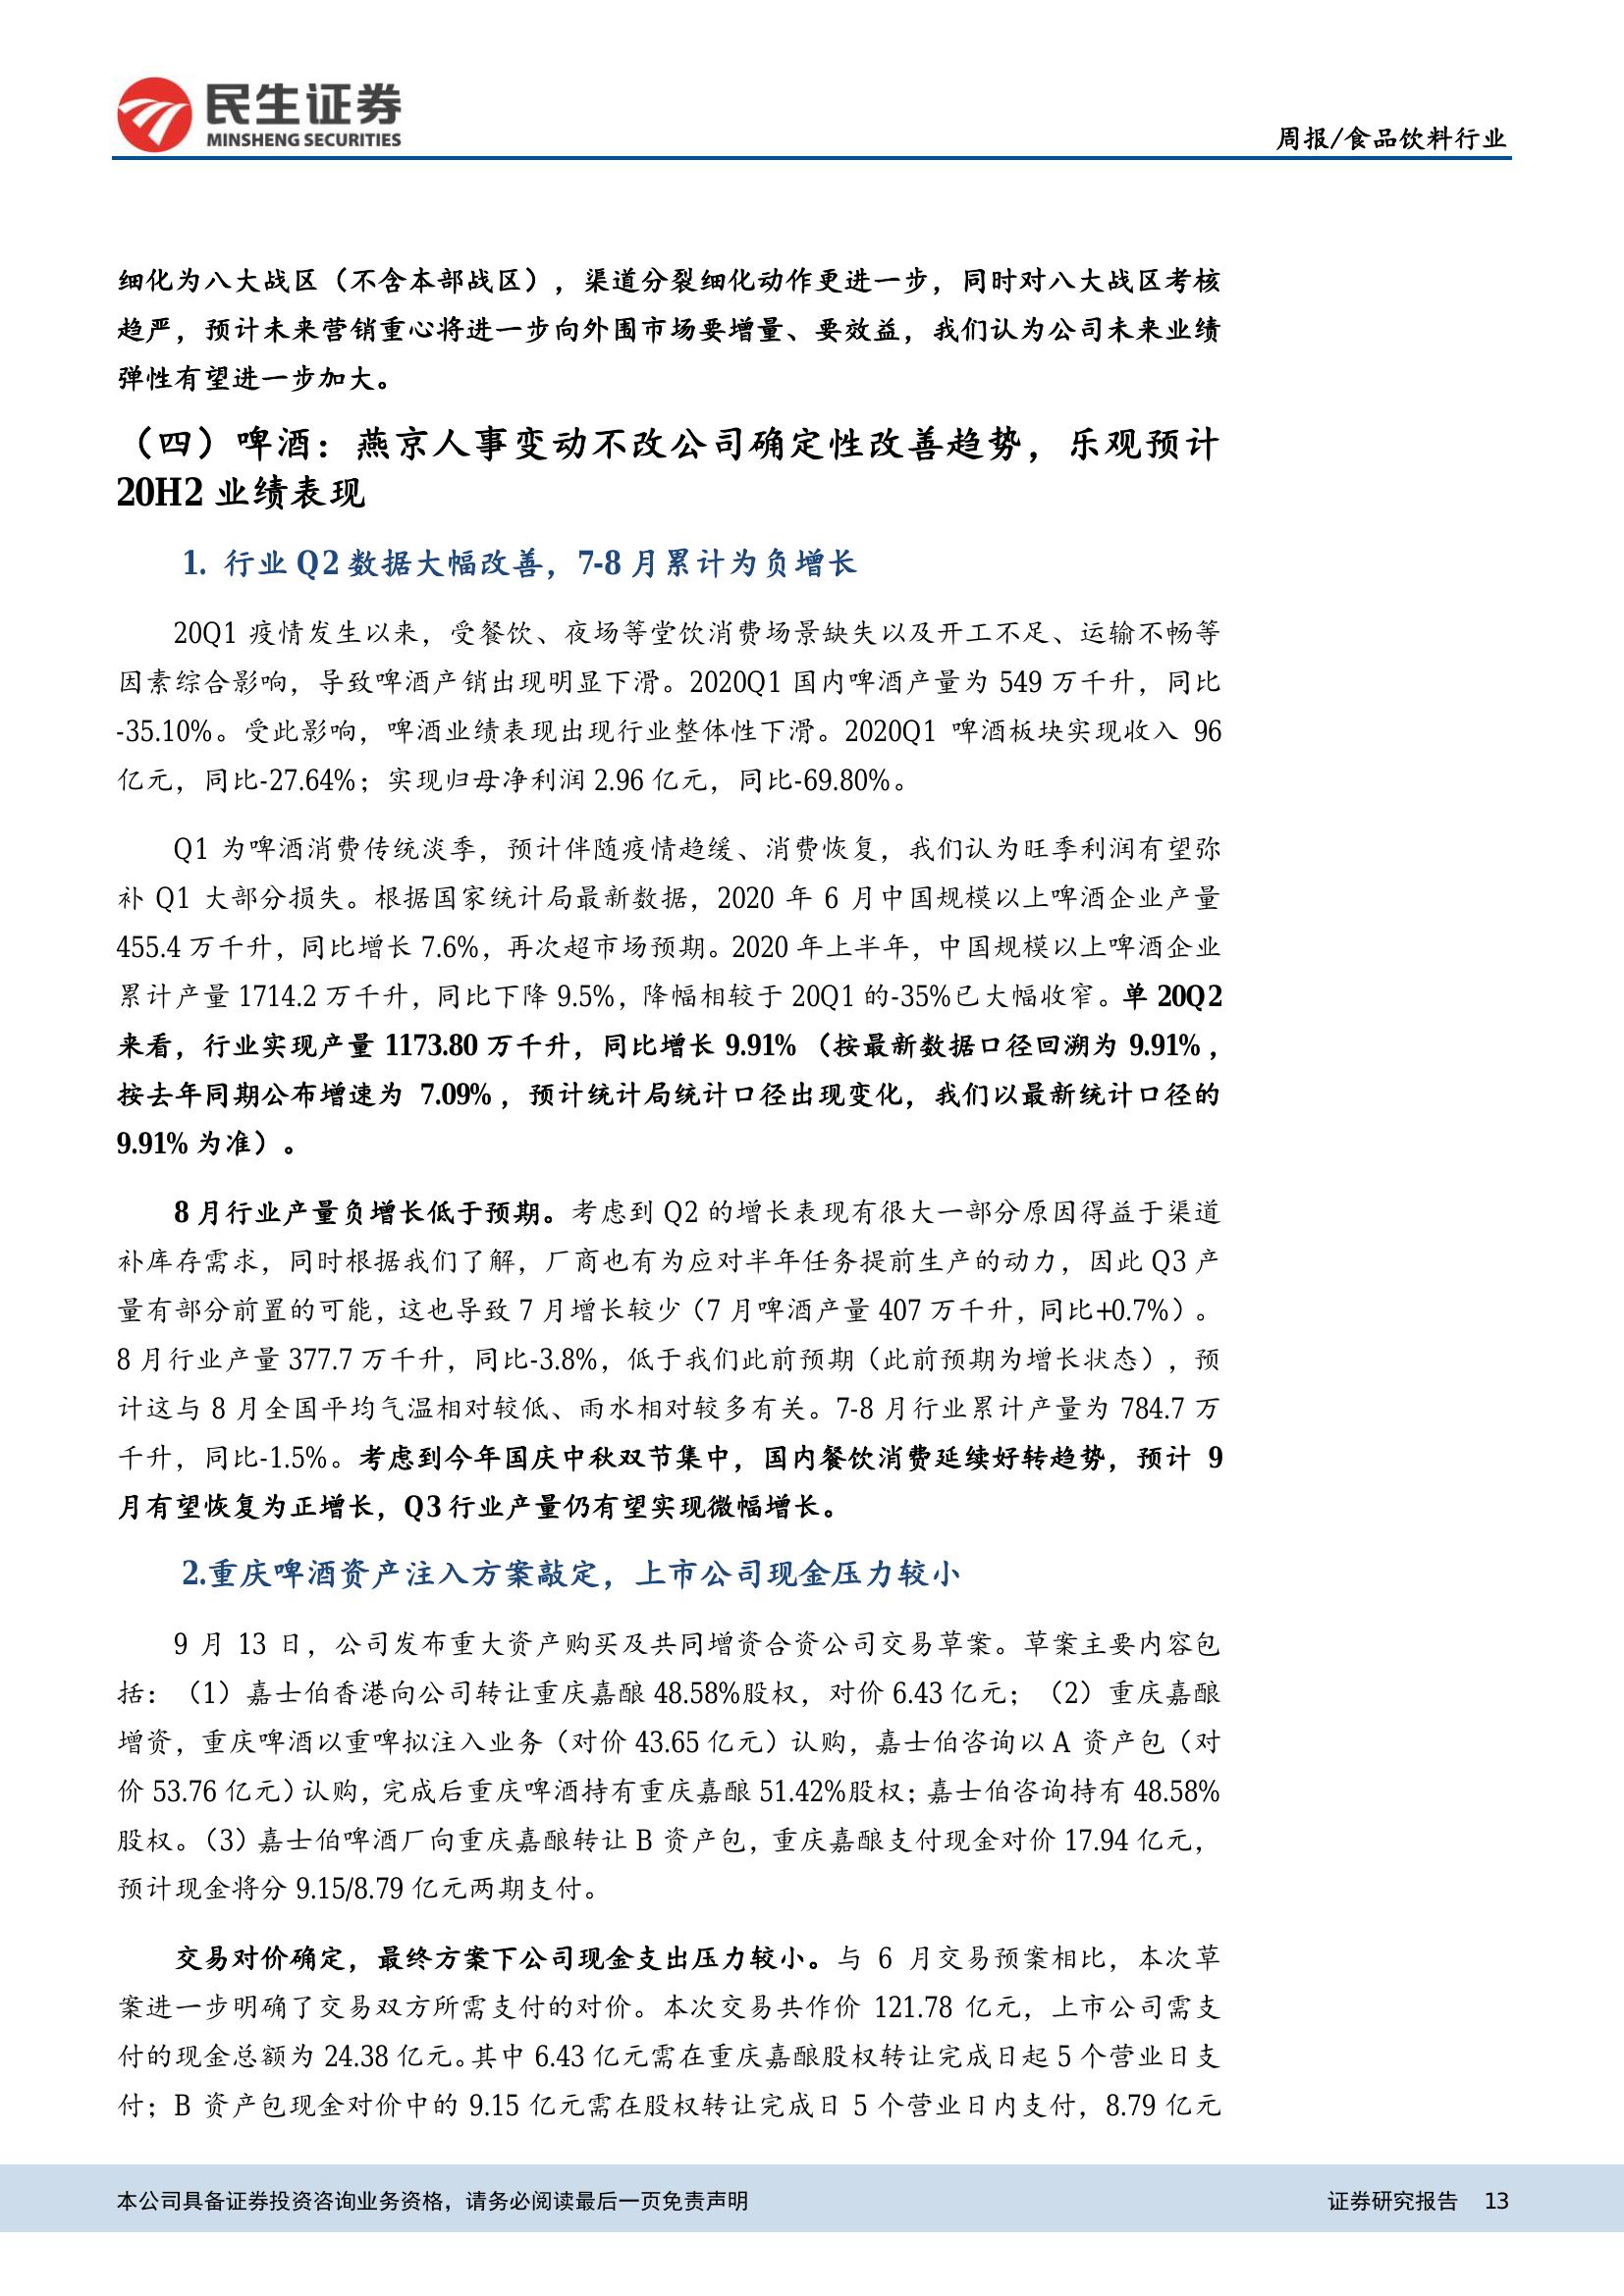 民生证券
MINSHENG SECURITIES
周报/食品饮料行业
细化为八大战区（不含本部战区），渠道分裂细化动作更进一步，同时对八大战区考核
趋严，预计未来营销重心将进一步向外围市场要增量、要效益，我们认为公司未来业绩
弹性有望进一步加大。
（四）啤酒：燕京人事变动不改公司确定性改善趋势，乐观预计
20H2 业绩表现
1. 行业 Q2 数据大幅改善，7-8 月累计为负增长
20Q1 疫情发生以来，受餐饮、夜场等堂饮消费场景缺失以及开工不足、运输不畅等
因素综合影响，导致啤酒产销出现明显下滑。2020Q1 国内啤酒产量为 549 万千升，同比
-35.10%。受此影响，啤酒业绩表现出现行业整体性下滑。2020Q1 啤酒板块实现收入 96
亿元，同比-27.64%；实现归母净利润 2.96 亿元，同比-69.80%。
Q1 为啤酒消费传统淡季，预计伴随疫情趋缓、消费恢复，我们认为旺季利润有望弥
补 Q1 大部分损失。根据国家统计局最新数据，2020 年 6 月中国规模以上啤酒企业产量
455.4 万千升，同比增长 7.6%，再次超市场预期。2020 年上半年，中国规模以上啤酒企业
累计产量 1714.2 万千升，同比下降 9.5%，降幅相较于 20Q1 的-35%已大幅收窄。单 20Q2
来看，行业实现产量 1173.80 万千升，同比增长 9.91%（按最新数据口径回溯为 9.91%，
按去年同期公布增速为 7.09%，预计统计局统计口径出现变化，我们以最新统计口径的
9.91%为准）。
8 月行业产量负增长低于预期。考虑到 Q2 的增长表现有很大一部分原因得益于渠道
补库存需求，同时根据我们了解，厂商也有为应对半年任务提前生产的动力，因此 Q3 产
量有部分前置的可能，这也导致 7 月增长较少（7 月啤酒产量 407 万千升，同比+0.7%）。
8 月行业产量 377.7 万千升，同比-3.8%，低于我们此前预期（此前预期为增长状态），预
计这与 8 月全国平均气温相对较低、雨水相对较多有关。7-8 月行业累计产量为 784.7 万
千升，同比-1.5%。考虑到今年国庆中秋双节集中，国内餐饮消费延续好转趋势，预计 9
月有望恢复为正增长，Q3 行业产量仍有望实现微幅增长。
2.重庆啤酒资产注入方案敲定，上市公司现金压力较小
9 月 13 日，公司发布重大资产购买及共同增资合资公司交易草案。草案主要内容包
括：（1）嘉士伯香港向公司转让重庆嘉酿 48.58%股权，对价 6.43 亿元；（2）重庆嘉酿
增资，重庆啤酒以重啤拟注入业务（对价 43.65 亿元）认购，嘉士伯咨询以 A 资产包（对
价 53.76 亿元）认购，完成后重庆啤酒持有重庆嘉酿 51.42%股权；嘉士伯咨询持有 48.58%
股权。（3）嘉士伯啤酒厂向重庆嘉酿转让 B 资产包，重庆嘉酿支付现金对价 17.94 亿元，
预计现金将分 9.15/8.79 亿元两期支付。
交易对价确定，最终方案下公司现金支出压力较小。与 6 月交易预案相比，本次草
案进一步明确了交易双方所需支付的对价。本次交易共作价 121.78 亿元，上市公司需支
付的现金总额为 24.38 亿元。其中 6.43 亿元需在重庆嘉酿股权转让完成日起 5 个营业日支
付；B 资产包现金对价中的 9.15 亿元需在股权转让完成日 5 个营业日内支付，8.79 亿元
本公司具备证券投资咨询业务资格，请务必阅读最后一页免责声明
证券研究报告 13